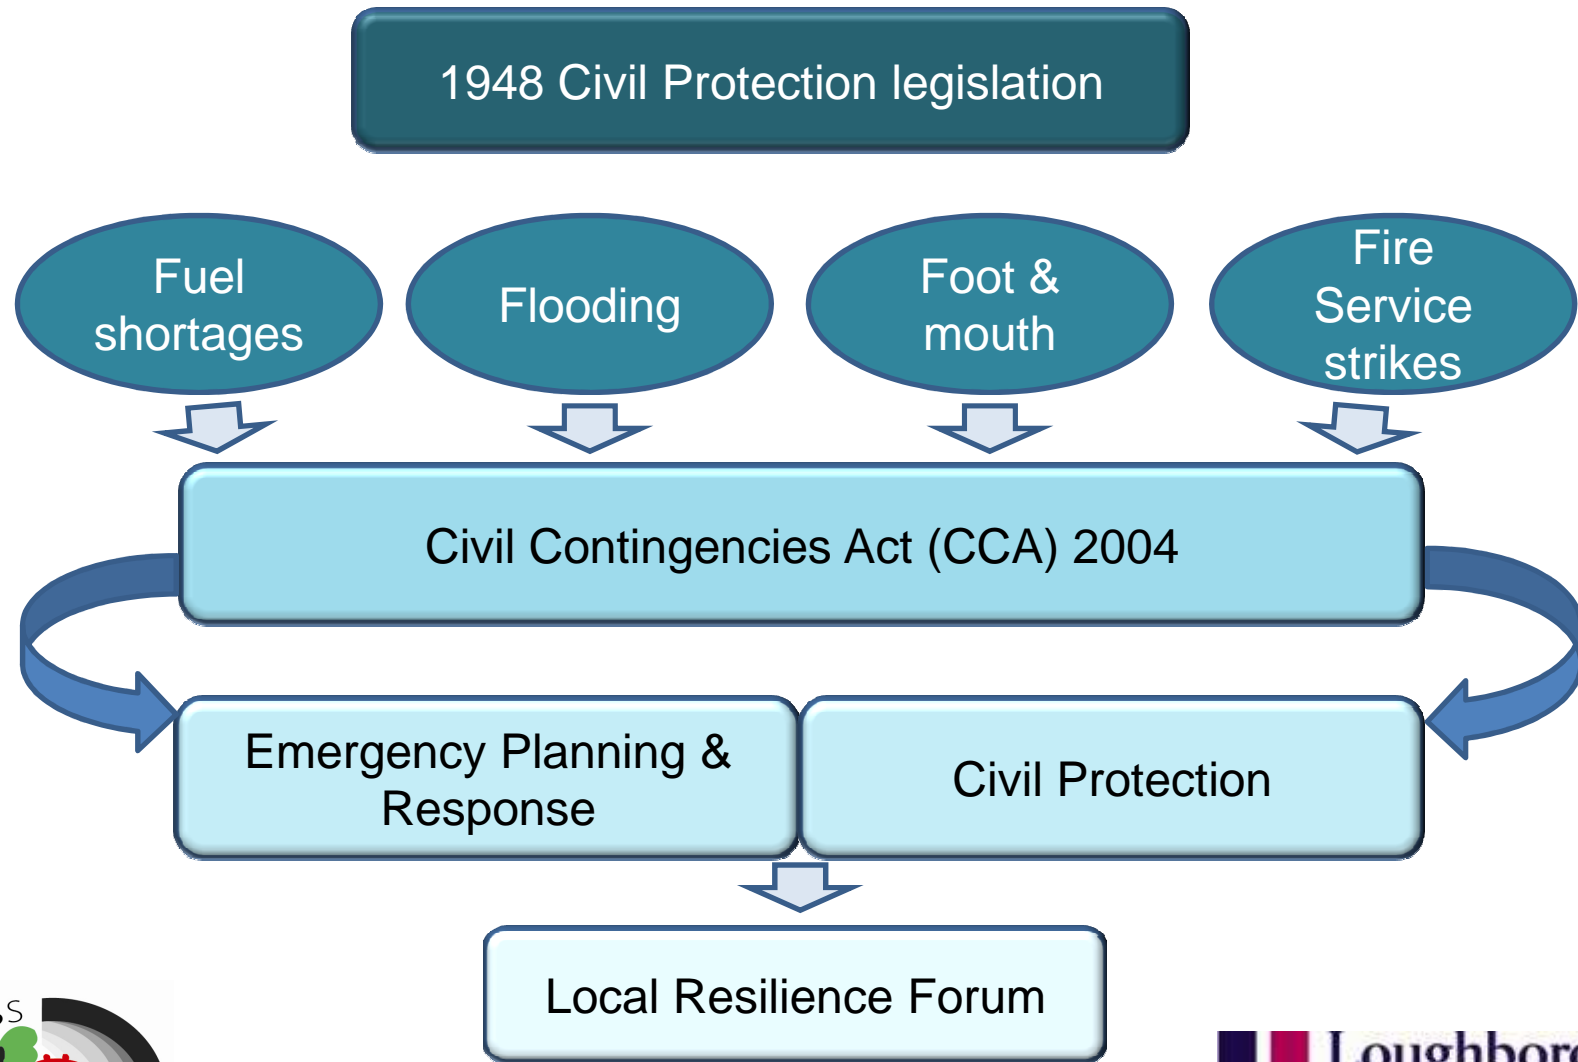 1948 Civil Protection legislation
Fuel
shortages
Flooding
Foot &
mouth
Fire
Service
strikes
Civil Contingencies Act (CCA) 2004
Emergency Planning &
Response
Civil Protection
Local Resilience Forum